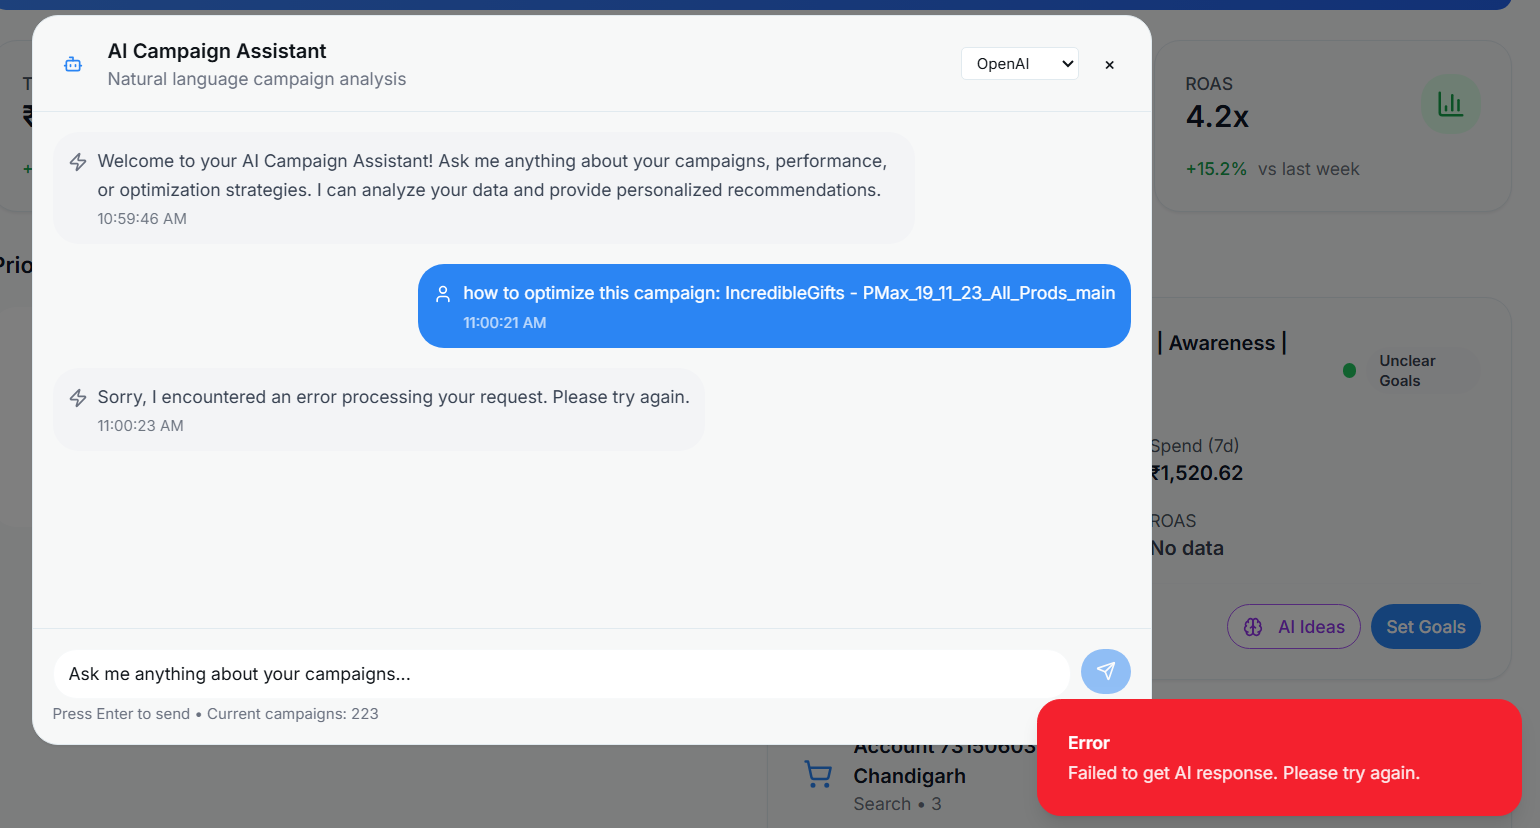 AI Campaign Assistant
Natural language campaign analysis
OpenAI
×
Welcome to your AI Campaign Assistant! Ask me anything about your campaigns, performance,
or optimization strategies. I can analyze your data and provide personalized recommendations.
10:59:46 AM
how to optimize this campaign: IncredibleGifts - PMax_19_11_23_All_Prods_main
11:00:21 AM
Sorry, I encountered an error processing your request. Please try again.
11:00:23 AM
Ask me anything about your campaigns...
Press Enter to send • Current campaigns: 223
T
₹
+
Prio
ROAS
4.2x
+15.2% vs last week
| Awareness |
Unclear
Goals
Spend (7d)
₹1,520.62
ROAS
No data
AI Ideas
Set Goals
Account 73150603
Chandigarh
Search • 3
Error
Failed to get AI response. Please try again.